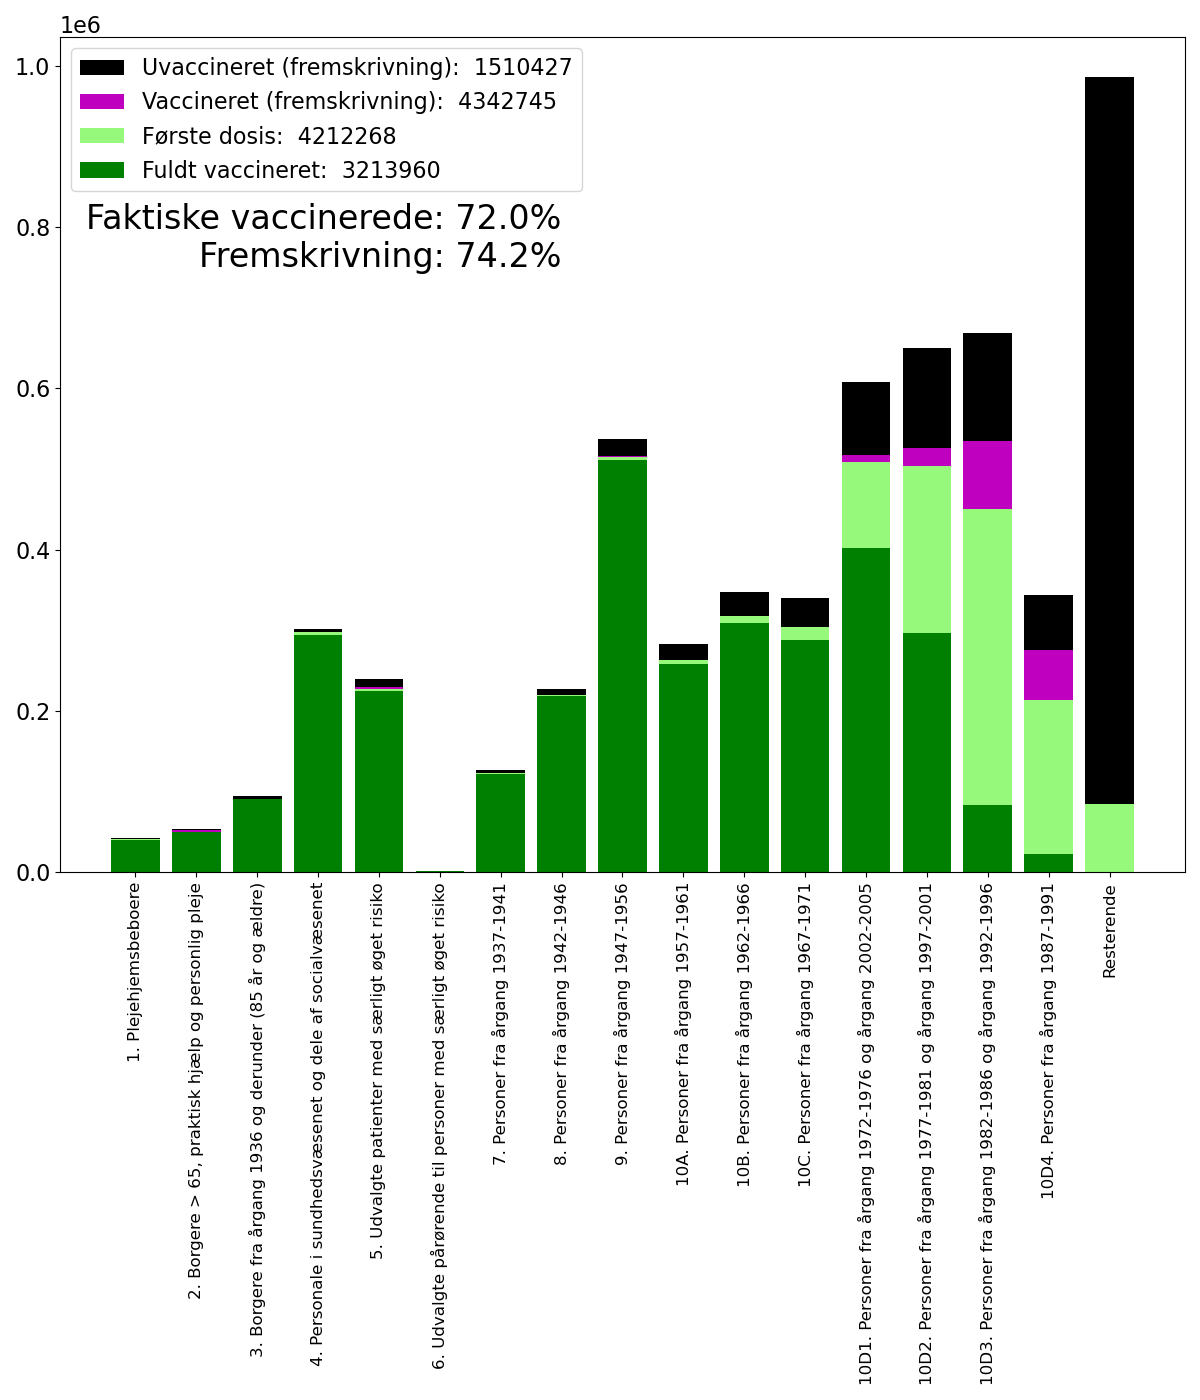 1e6
1.0
0.8
0.6
0.4
0.2
0.0
Uvaccineret (fremskrivning):  1510427
Vaccineret (fremskrivning):  4342745
Første dosis:  4212268
Fuldt vaccineret:  3213960
Faktiske vaccinerede: 72.0%
Fremskrivning: 74.2%
1. Plejehjemsbeboere
2. Borgere > 65, praktisk hjælp og personlig pleje
3. Borgere fra årgang 1936 og derunder (85 år og ældre)
4. Personale i sundhedsvæsenet og dele af socialvæsenet
5. Udvalgte patienter med særligt øget risiko
6. Udvalgte pårørende til personer med særligt øget risiko
7. Personer fra årgang 1937-1941
8. Personer fra årgang 1942-1946
9. Personer fra årgang 1947-1956
10A. Personer fra årgang 1957-1961
10B. Personer fra årgang 1962-1966
10C. Personer fra årgang 1967-1971
10D1. Personer fra årgang 1972-1976 og årgang 2002-2005
10D2. Personer fra årgang 1977-1981 og årgang 1997-2001
10D3. Personer fra årgang 1982-1986 og årgang 1992-1996
10D4. Personer fra årgang 1987-1991
Resterende